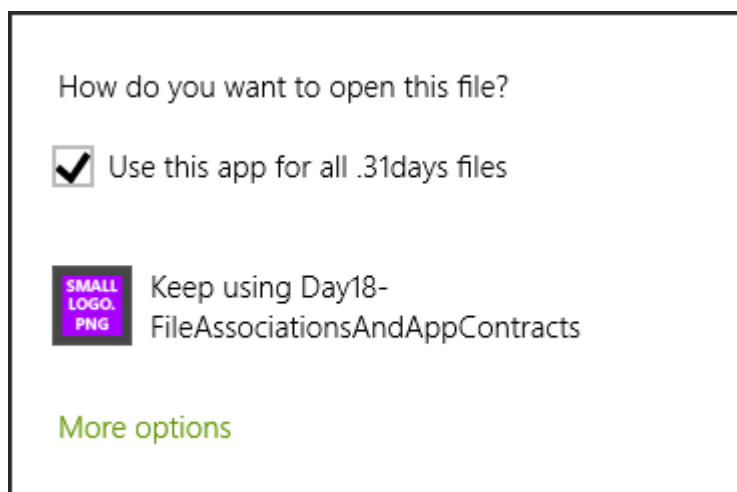 How do you want to open this file?
Use this app for all .31days files
SMALL
LOGO.
PNG
Keep using Day18-
FileAssociationsAndAppContracts
More options